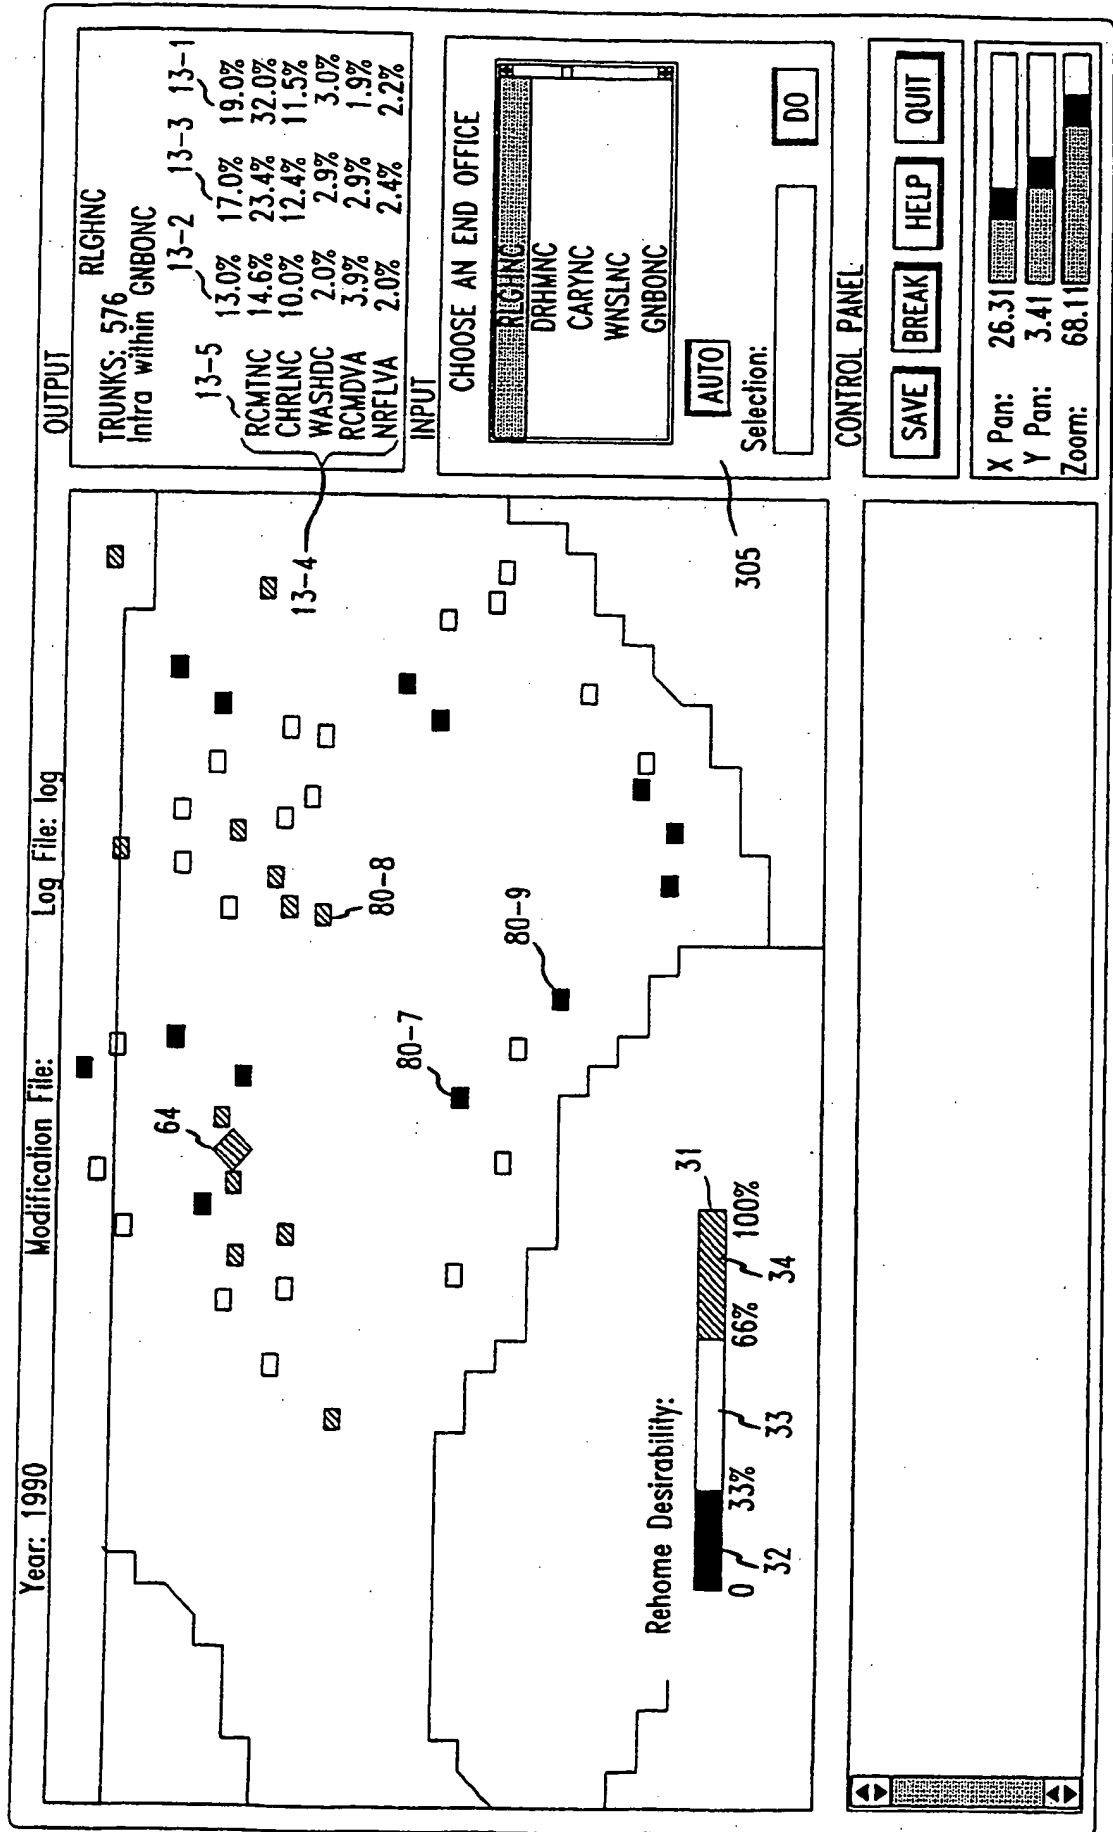 Year: 1990 Modification File: Log File: log
OUTPUT
TRUNKS: 576 RLGHNC
Intra within GNBONC
13-5 13-2 13-3 13-1
RCMTNC 13.0% 17.0% 19.0%
CHRLNC 14.6% 23.4% 32.0%
WASHDC 10.0% 12.4% 11.5%
RCMDVA 2.0% 2.9% 3.0%
NRFLVA 3.9% 2.9% 1.9%
2.0% 2.4% 2.2%
13-4
INPUT
CHOOSE AN END OFFICE
RLGHNC
DRHMNC
CARYNC
WNSLNC
GNBONC
AUTO
Selection:
DO
305
CONTROL PANEL
SAVE BREAK HELP QUIT
X Pan: 26.31
Y Pan: 3.41
Zoom: 68.11
64
80-8
80-7
80-9
Rehome Desirability:
31
0 33% 66% 100%
32 33 34